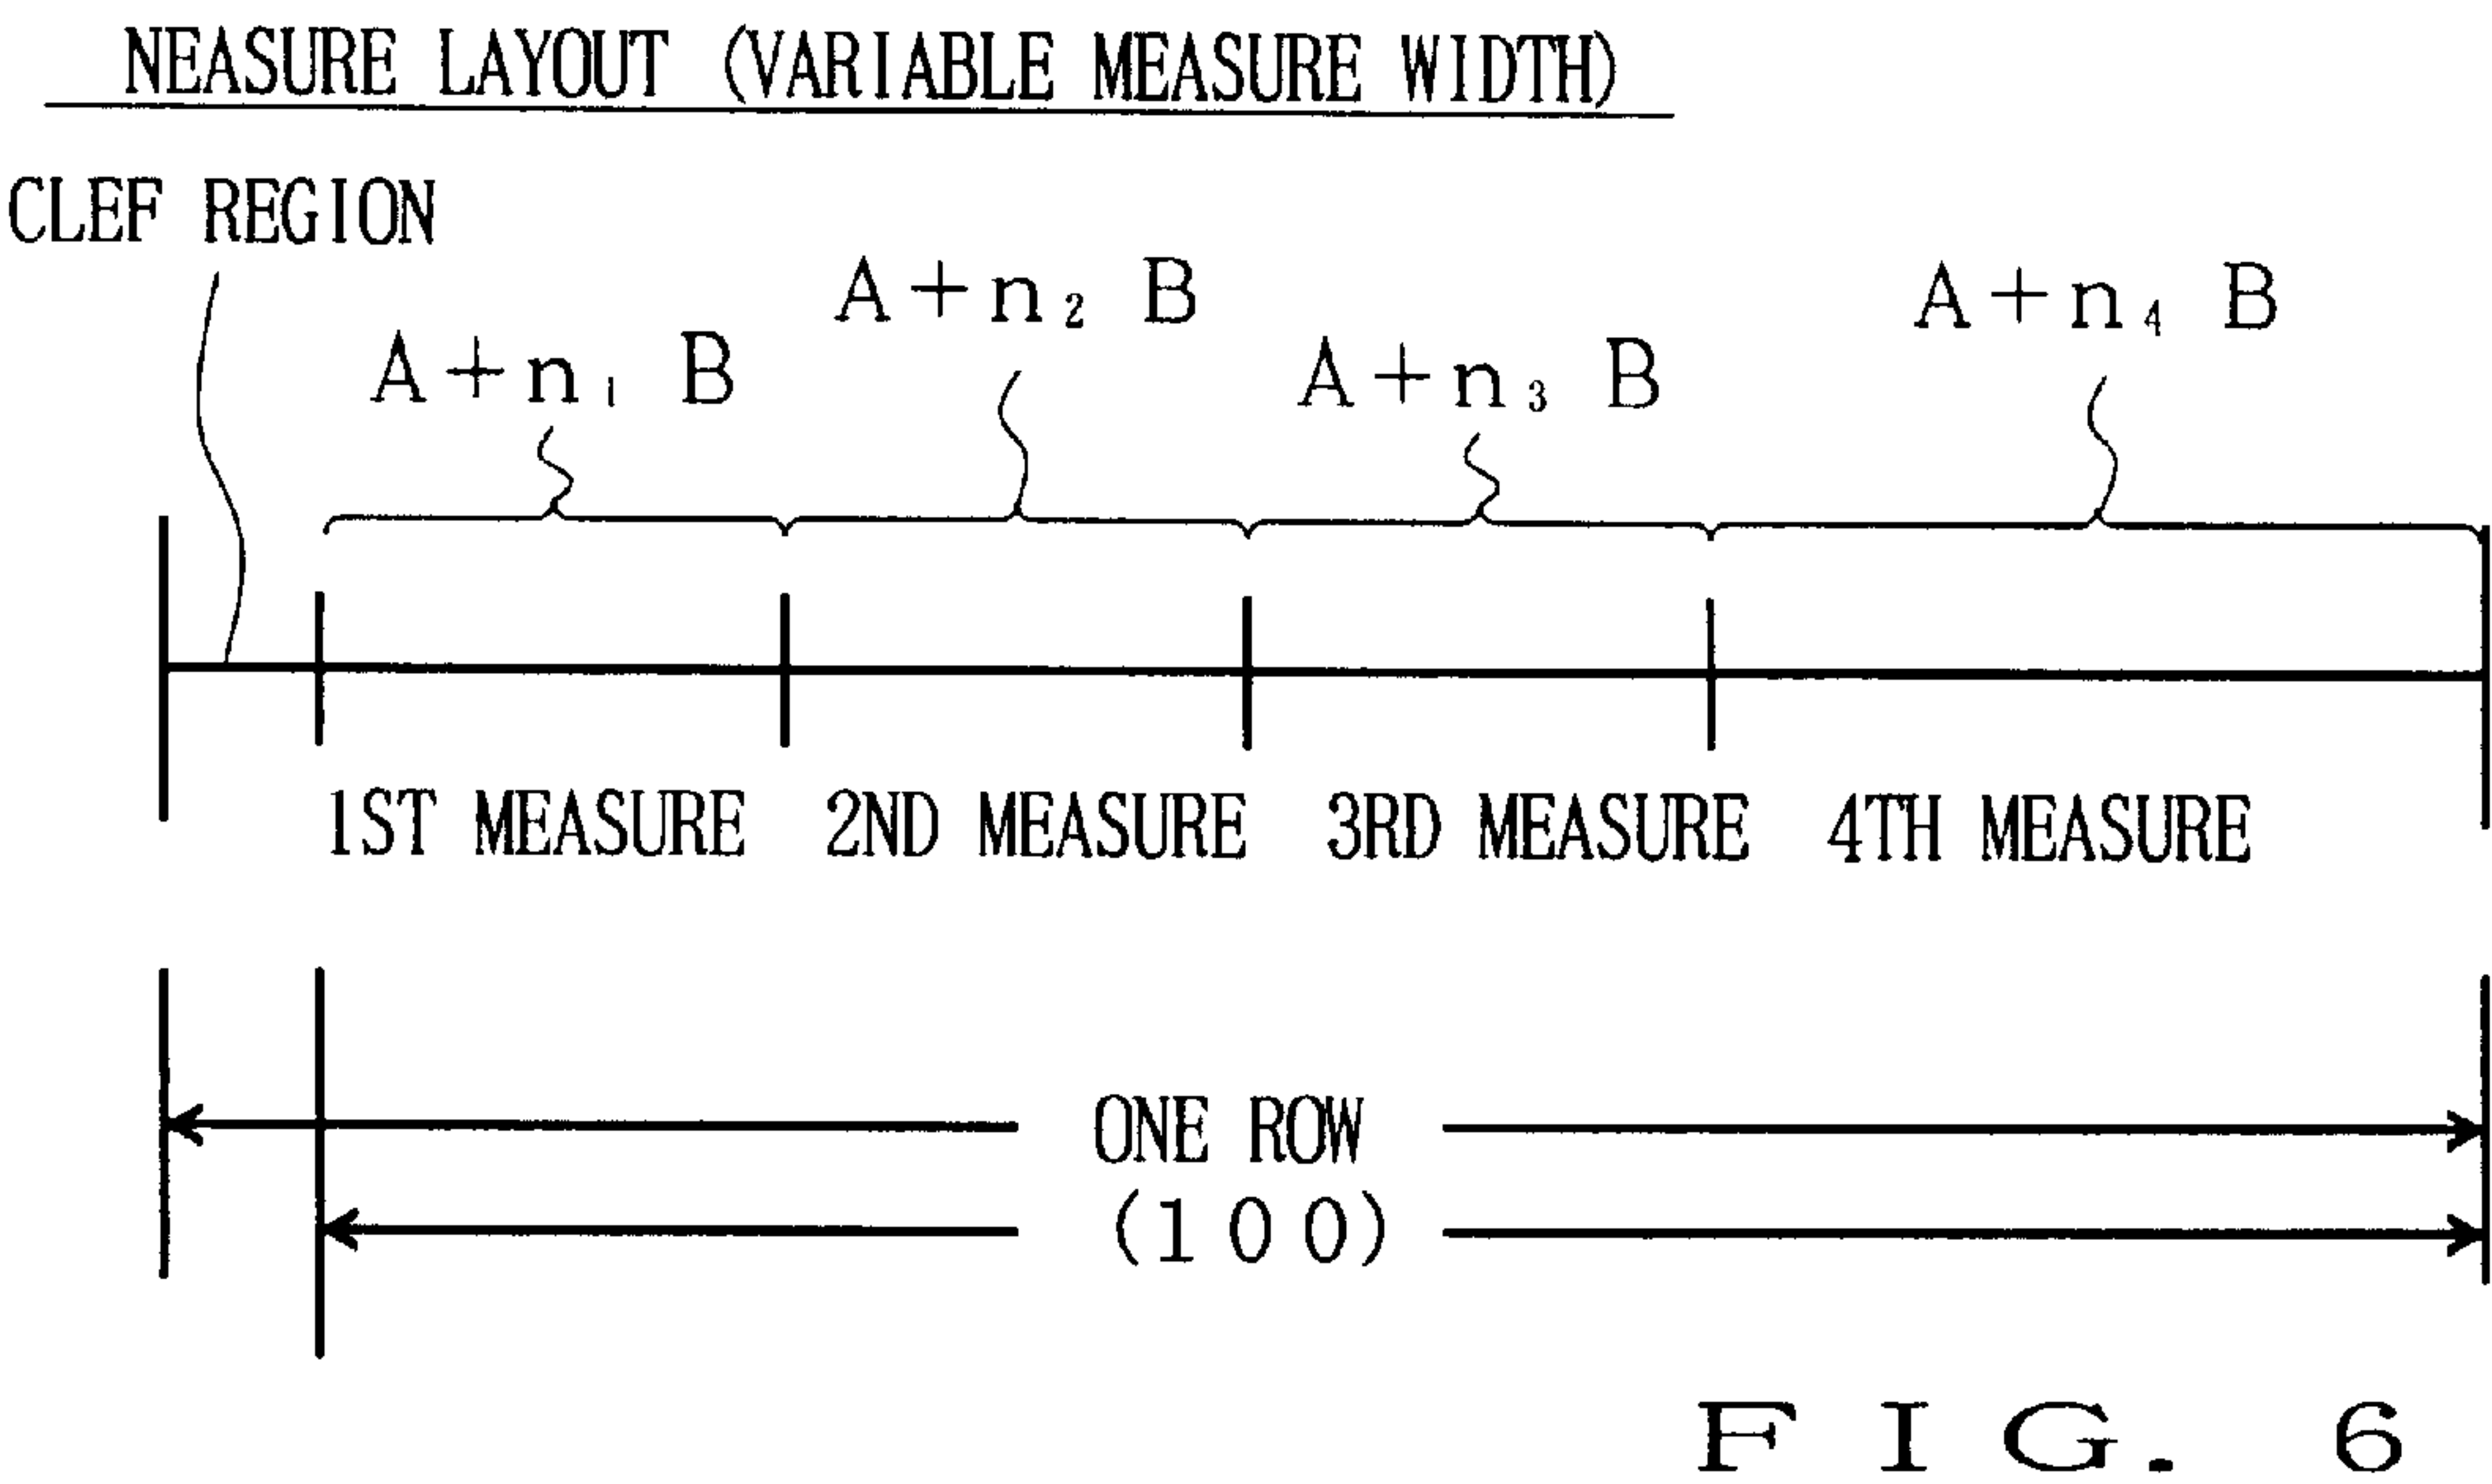 NEASURE LAYOUT (VARIABLE MEASURE WIDTH)
CLEF REGION
A+n₁ B
A+n₂ B
A+n₃ B
A+n₄ B
1ST MEASURE 2ND MEASURE 3RD MEASURE 4TH MEASURE
ONE ROW
(100)
FIG. 6